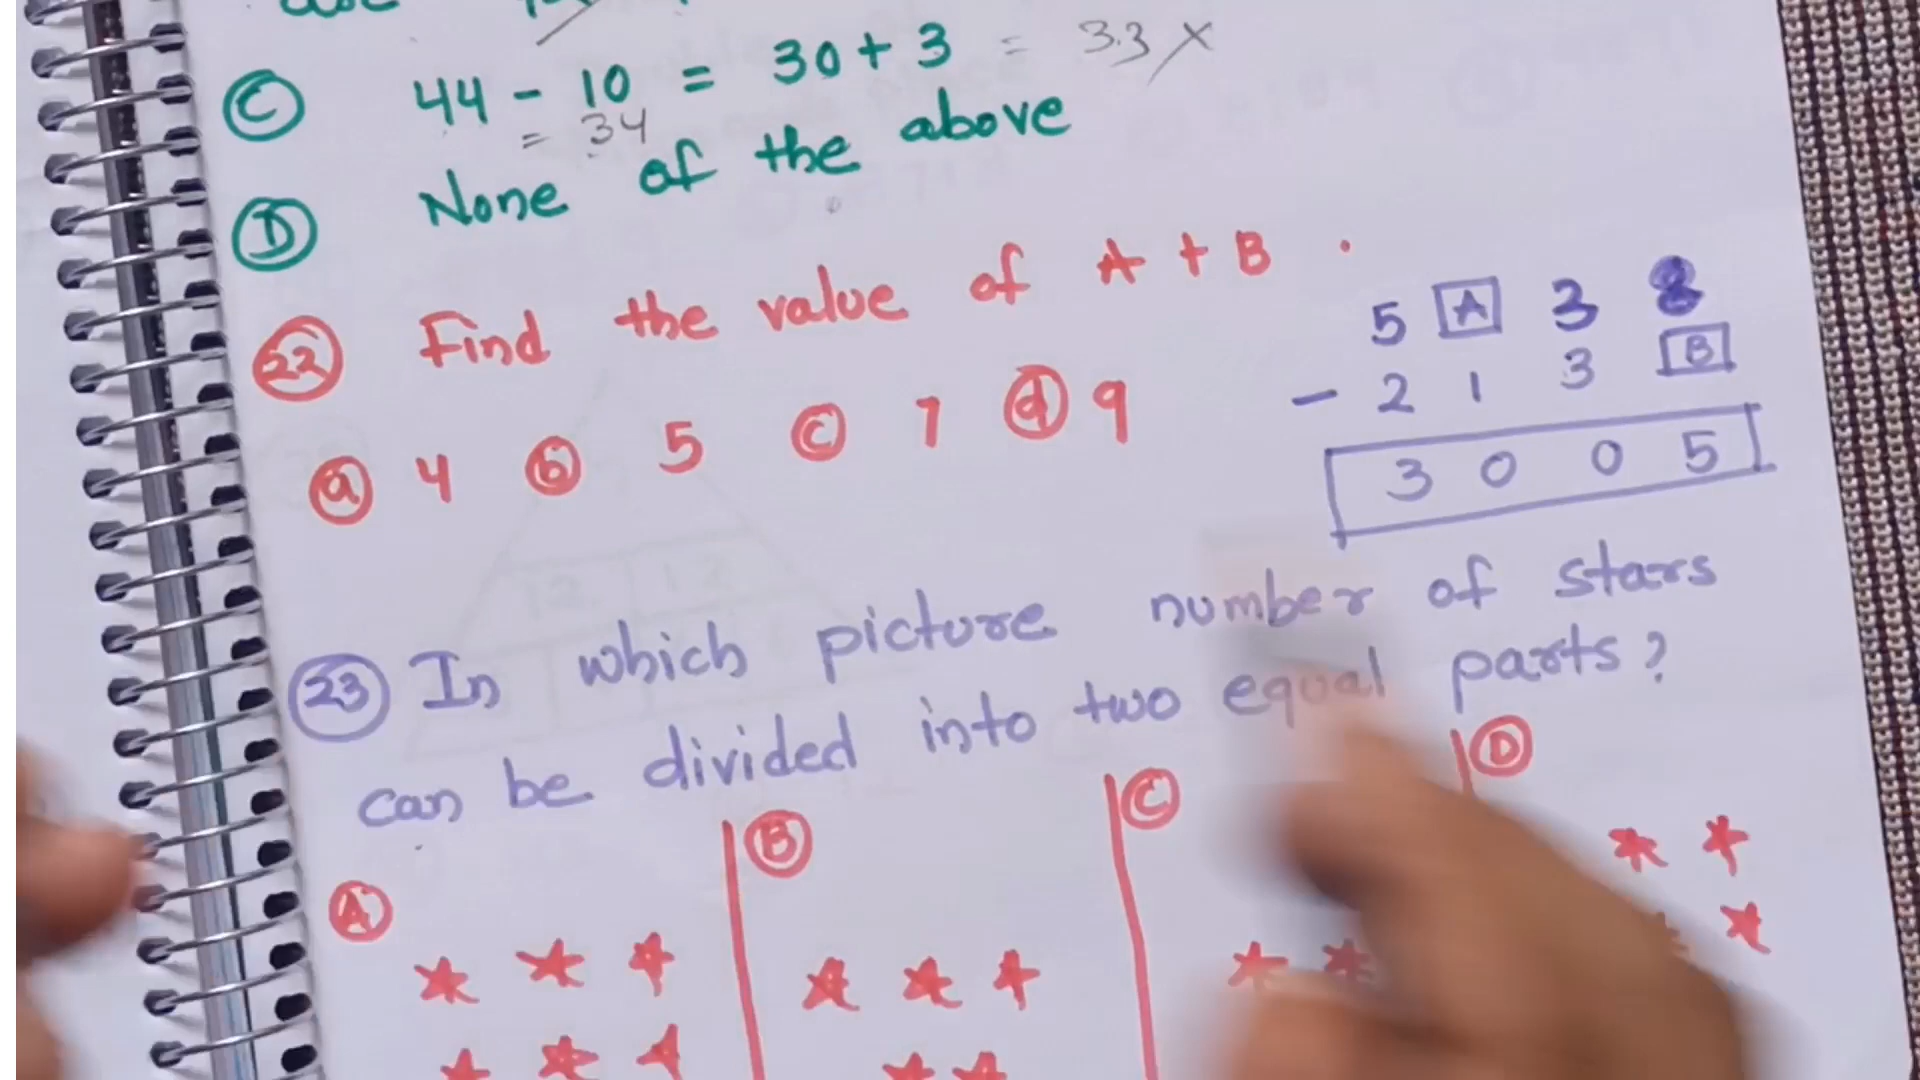 C 44 - 10 = 30 + 3 = 33 X
= 34
D None of the above
22 Find the value of A + B .
a 4 b 5 c 7 d 9
5 A 3 8
- 2 1 3 B
3 0 0 5
23 In which picture number of stars
can be divided into two equal parts?
A B C D